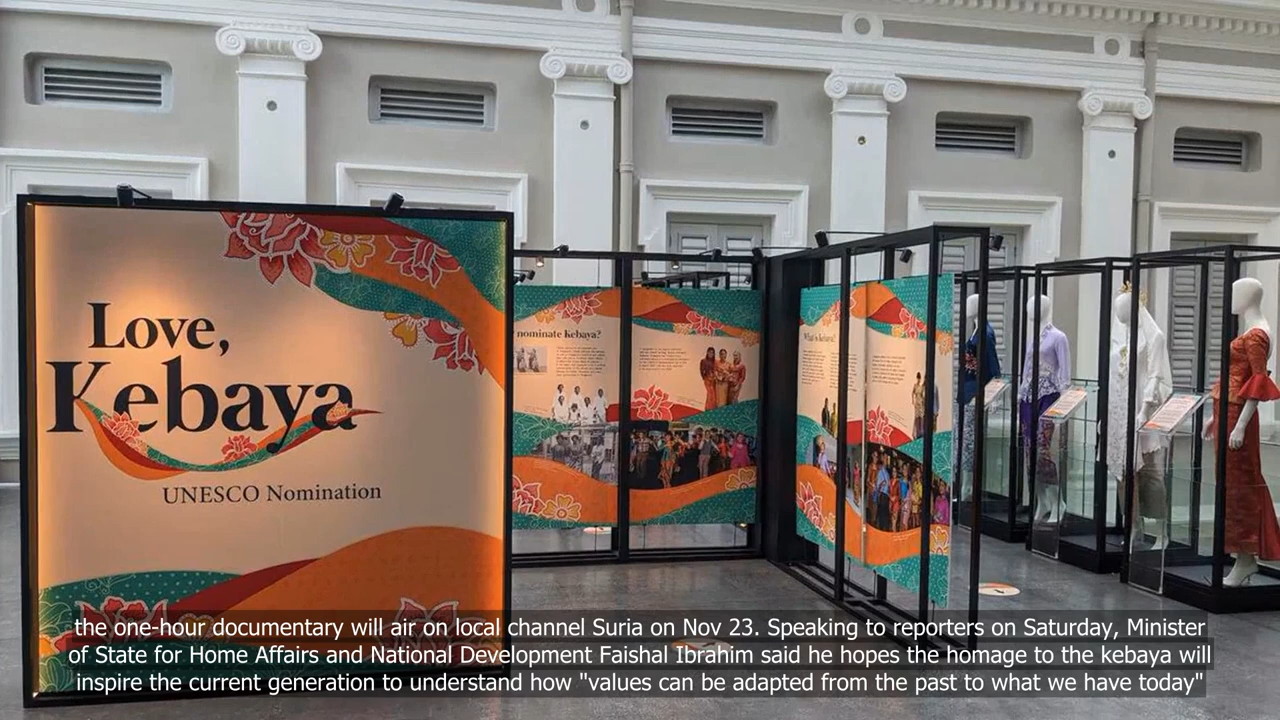 Love,
Kebaya
UNESCO Nomination
nominate Kebaya?
What is Kebaya?
the one-hour documentary will air on local channel Suria on Nov 23. Speaking to reporters on Saturday, Minister
of State for Home Affairs and National Development Faishal Ibrahim said he hopes the homage to the kebaya will
inspire the current generation to understand how "values can be adapted from the past to what we have today"